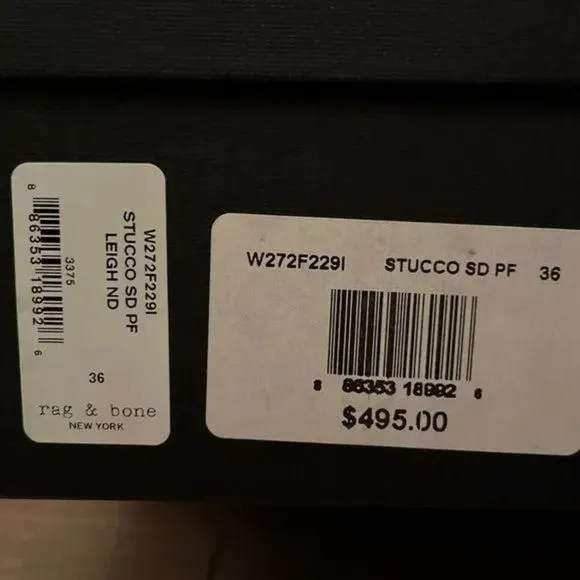 W272F229I
STUCCO SD PF
LEIGH ND
3375
8 86353 18992 6
36
rag & bone
NEW YORK
W272F229I STUCCO SD PF 36
8 86353 18992 6
$495.00